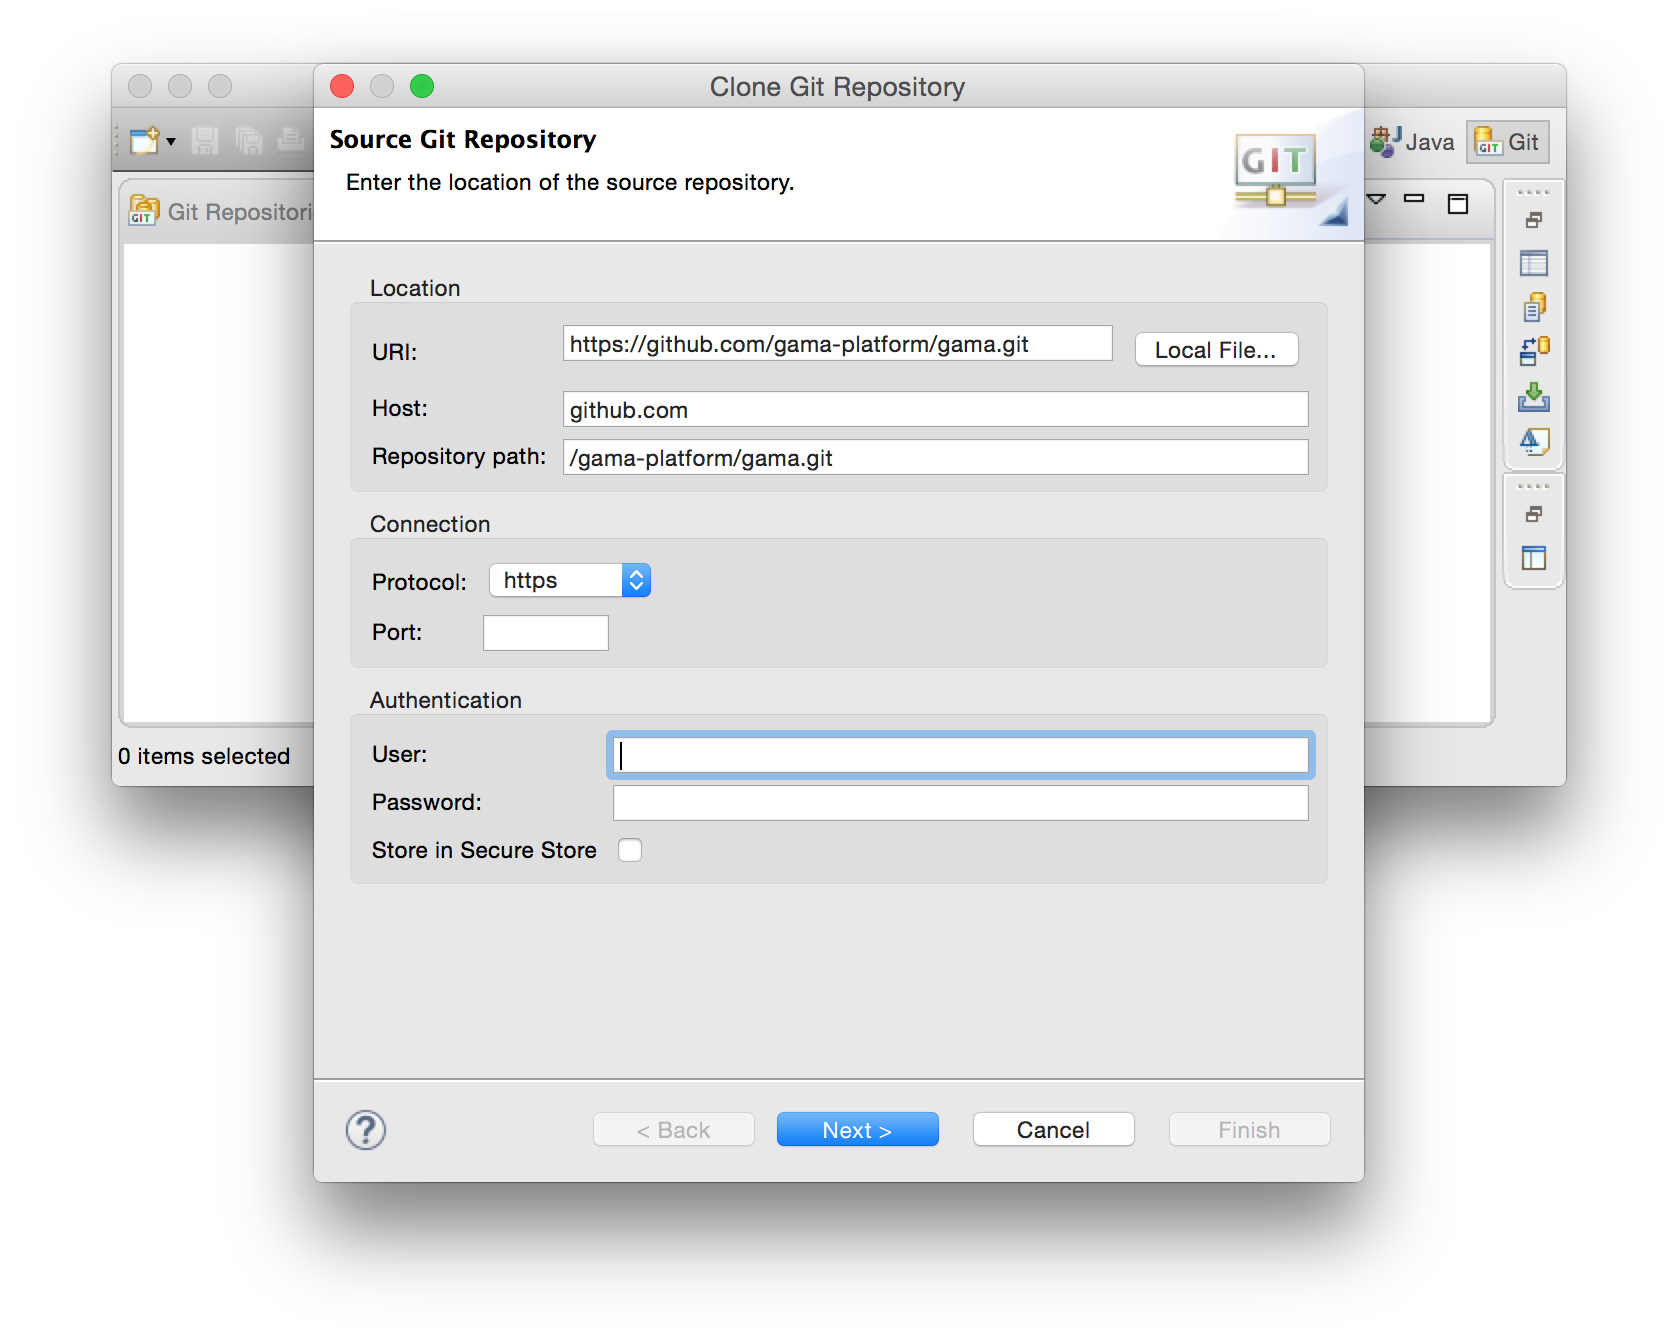 Clone Git Repository
Source Git Repository
Enter the location of the source repository.
GIT
Java
GIT
Git
GIT
Git Repositori
Location
URI:
https://github.com/gama-platform/gama.git
Local File...
Host:
github.com
Repository path:
/gama-platform/gama.git
Connection
Protocol:
https
Port:
Authentication
User:
Password:
Store in Secure Store
0 items selected
?
< Back
Next >
Cancel
Finish